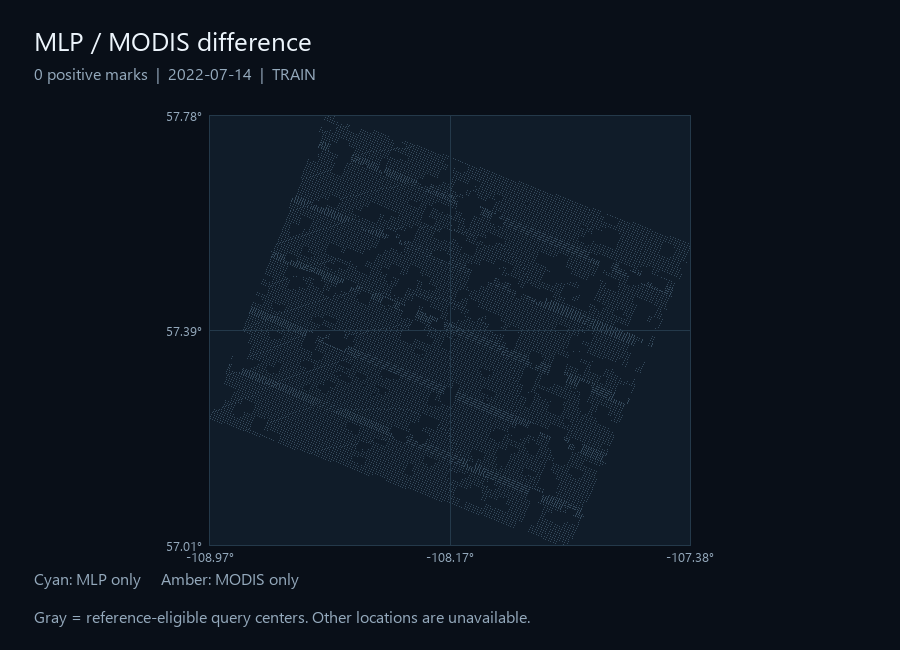 MLP / MODIS difference
0 positive marks | 2022-07-14 | TRAIN
57.78°
57.39°
57.01°
-108.97° -108.17° -107.38°
Cyan: MLP only Amber: MODIS only
Gray = reference-eligible query centers. Other locations are unavailable.